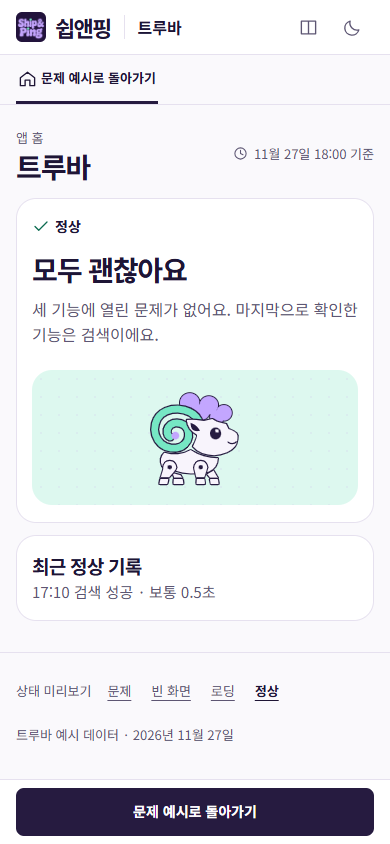 Ship&
Ping
쉽앤핑
트루바
문제 예시로 돌아가기
앱 홈
트루바
11월 27일 18:00 기준
정상
모두 괜찮아요
세 기능에 열린 문제가 없어요. 마지막으로 확인한
기능은 검색이에요.
최근 정상 기록
17:10 검색 성공 · 보통 0.5초
상태 미리보기 문제 빈 화면 로딩 정상
트루바 예시 데이터 · 2026년 11월 27일
문제 예시로 돌아가기